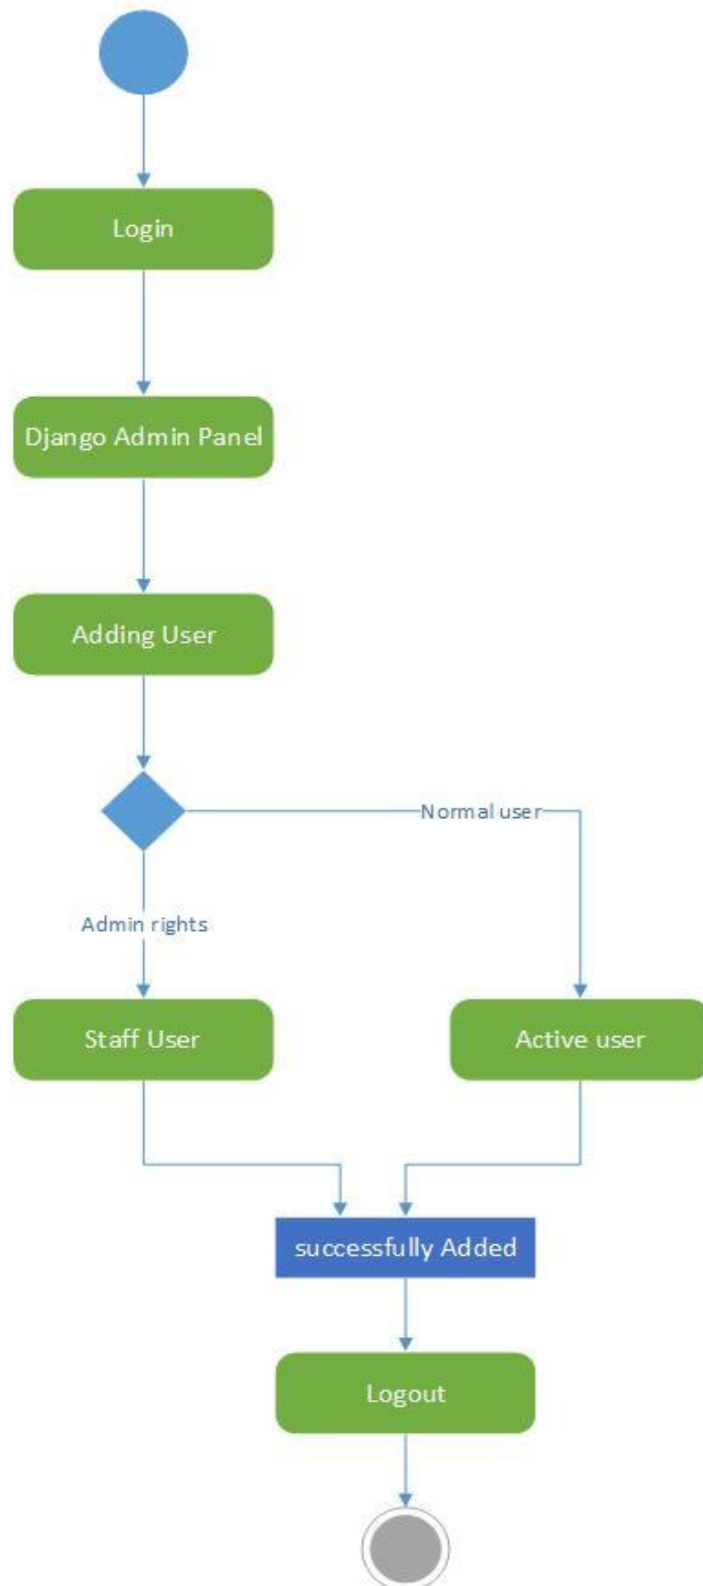 Login
Django Admin Panel
Adding User
Normal user
Admin rights
Staff User
Active user
successfully Added
Logout